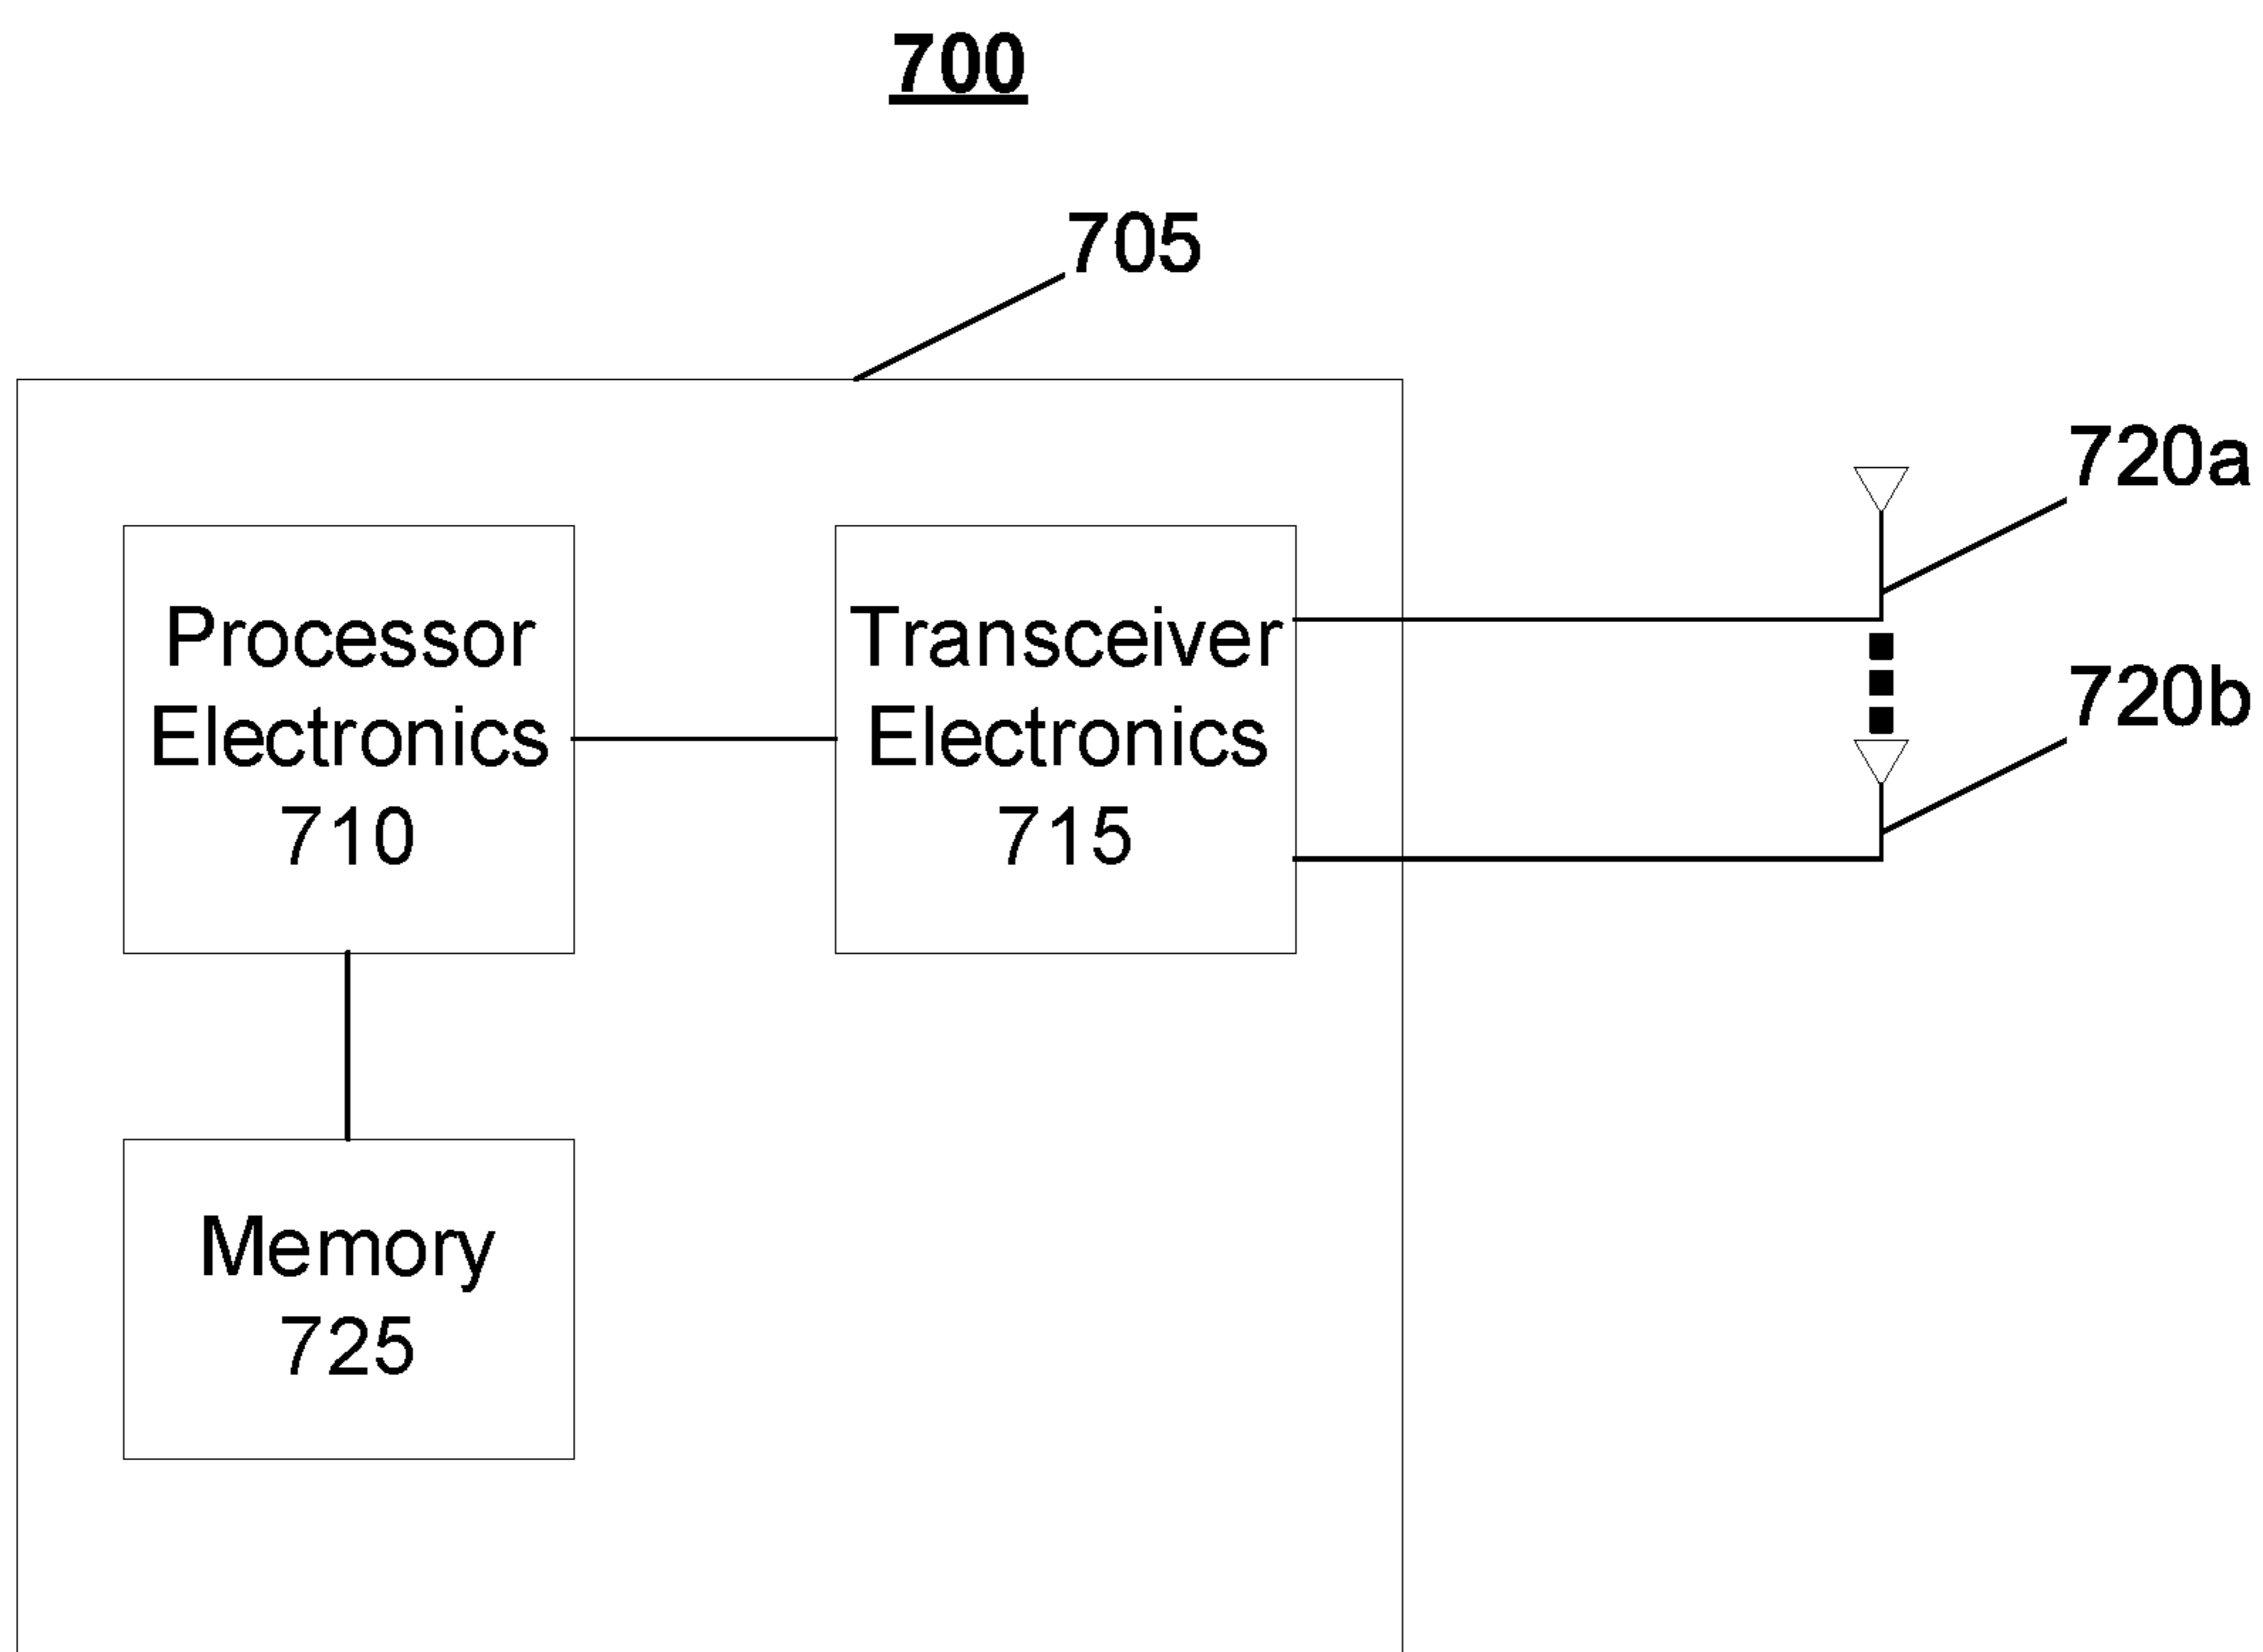 700
705
720a
Processor
Electronics
710
Transceiver
Electronics
715
720b
Memory
725